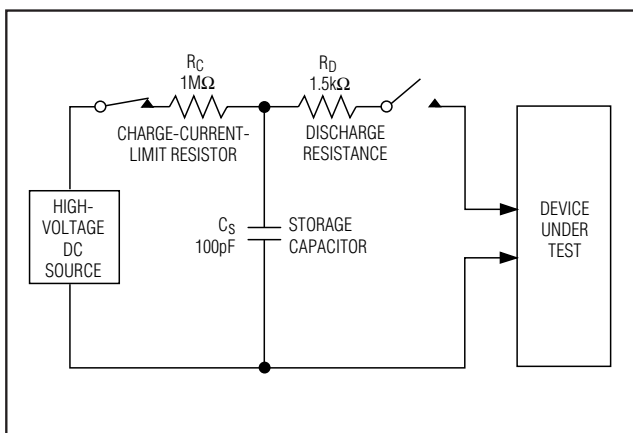 R_C
1MΩ
CHARGE-CURRENT-
LIMIT RESISTOR
R_D
1.5kΩ
DISCHARGE
RESISTANCE
HIGH-
VOLTAGE
DC
SOURCE
C_S
100pF
STORAGE
CAPACITOR
DEVICE
UNDER
TEST